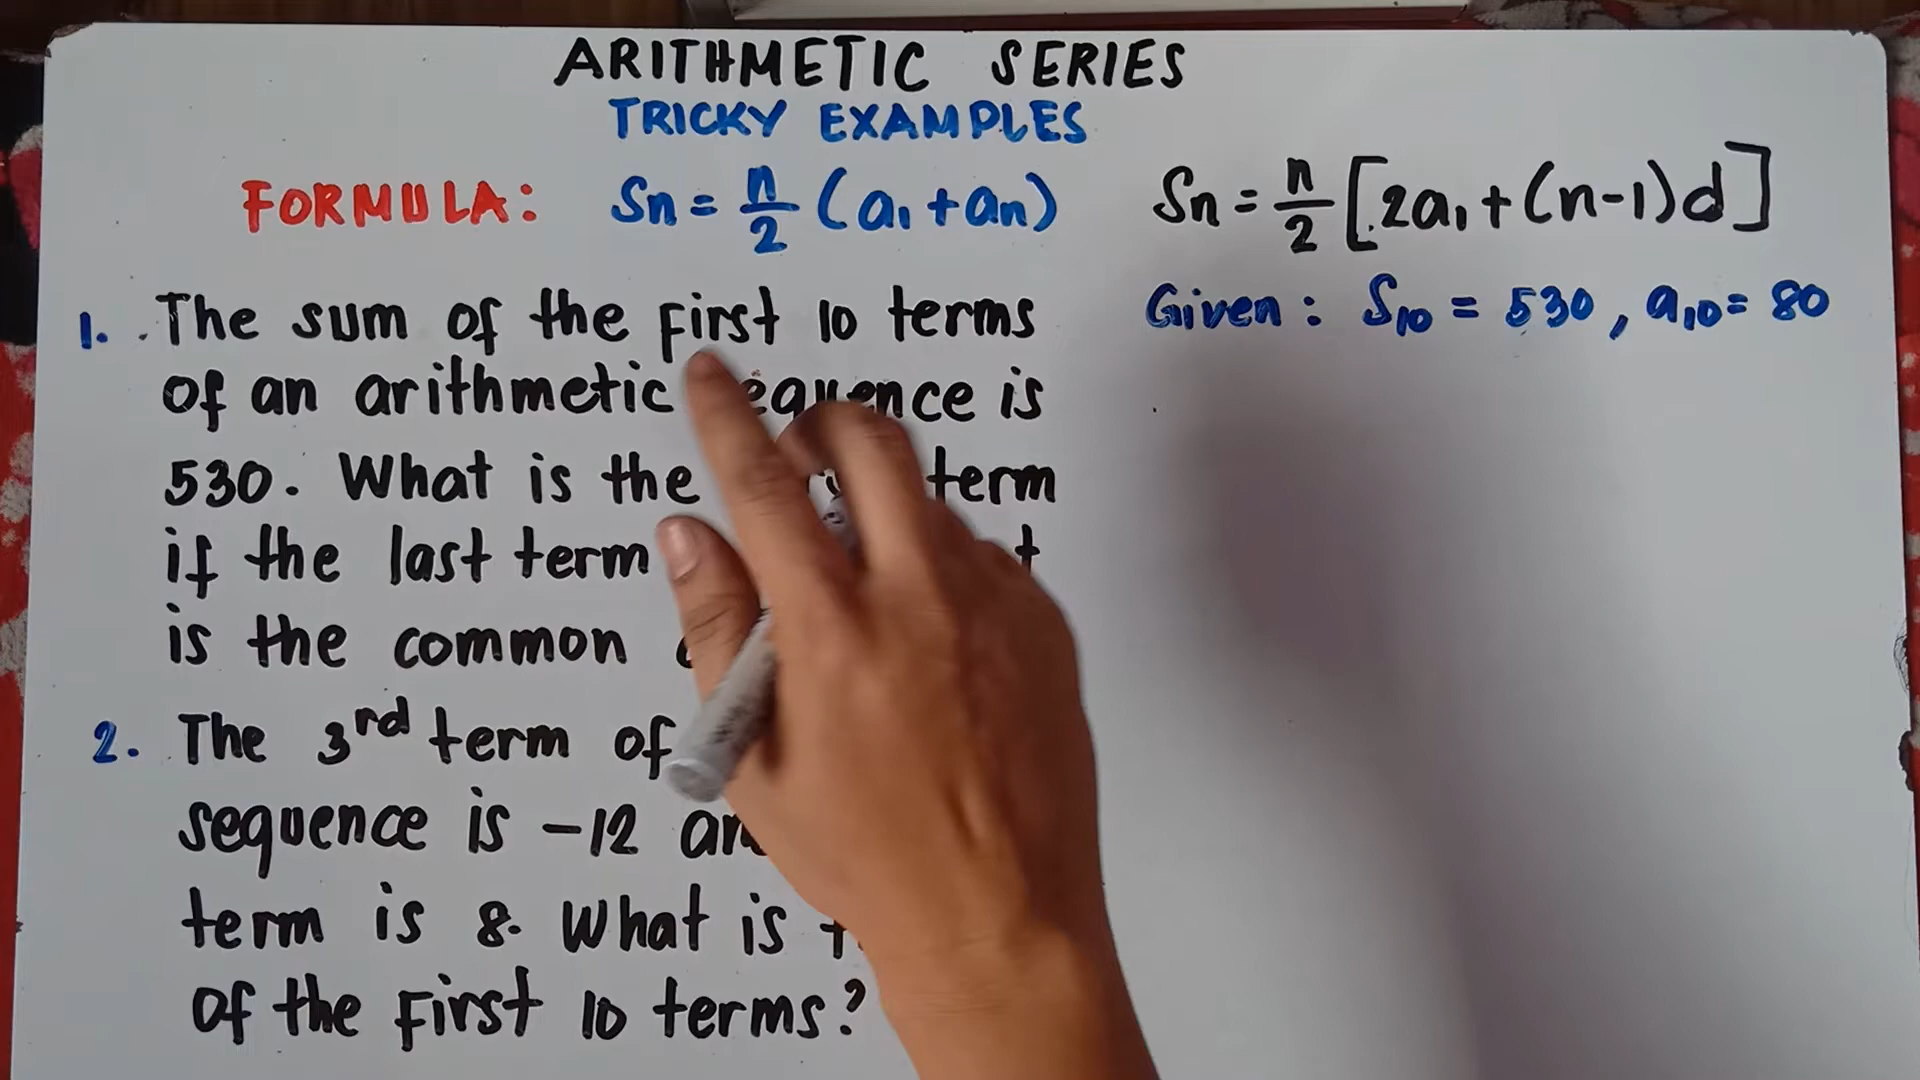 ARITHMETIC SERIES
TRICKY EXAMPLES
FORMULA: Sn = n/2 (a₁ + an)
Sn = n/2 [2a₁ + (n-1)d]
1. The sum of the first 10 terms
of an arithmetic sequence is
530. What is the term
if the last term
is the common
Given: S₁₀ = 530, a₁₀ = 80
2. The 3rd term of
sequence is -12
term is 8. What is
of the First 10 terms?